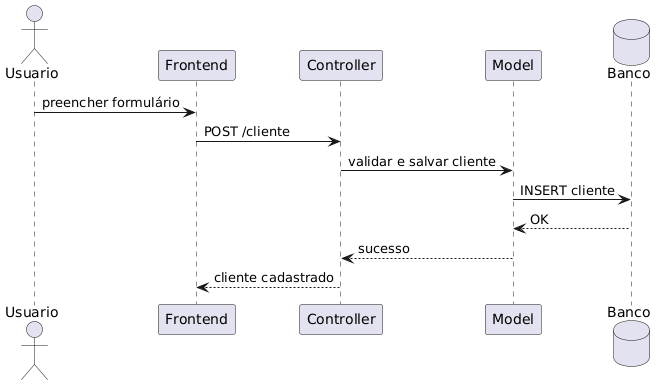 Usuario
Frontend
Controller
Model
Banco
preencher formulário
POST /cliente
validar e salvar cliente
INSERT cliente
OK
sucesso
cliente cadastrado
Usuario
Frontend
Controller
Model
Banco